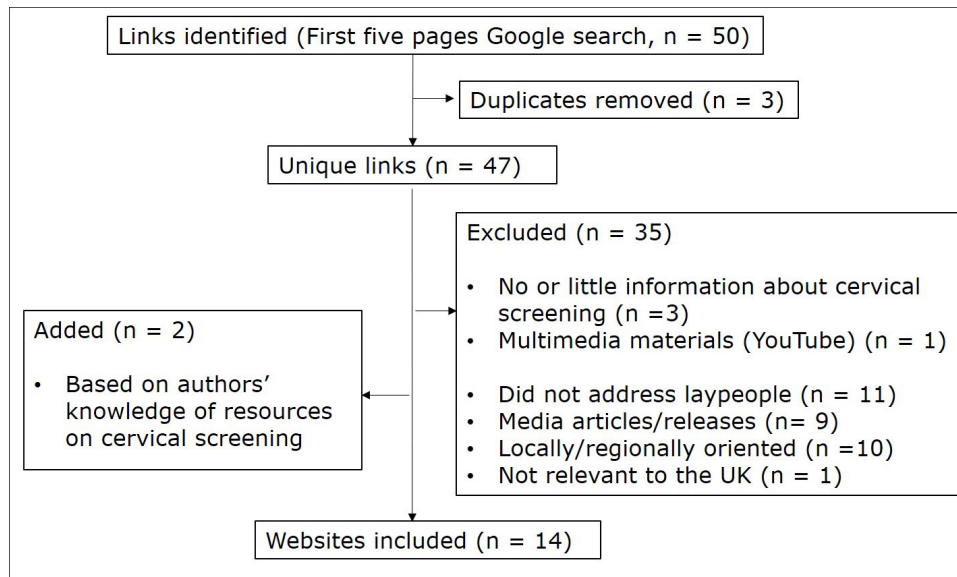 Links identified (First five pages Google search, n = 50)
Duplicates removed (n = 3)
Unique links (n = 47)
Excluded (n = 35)
• No or little information about cervical
screening (n =3)
• Multimedia materials (YouTube) (n = 1)
• Did not address laypeople (n = 11)
• Media articles/releases (n= 9)
• Locally/regionally oriented (n =10)
• Not relevant to the UK (n = 1)
Added (n = 2)
• Based on authors’
knowledge of resources
on cervical screening
Websites included (n = 14)